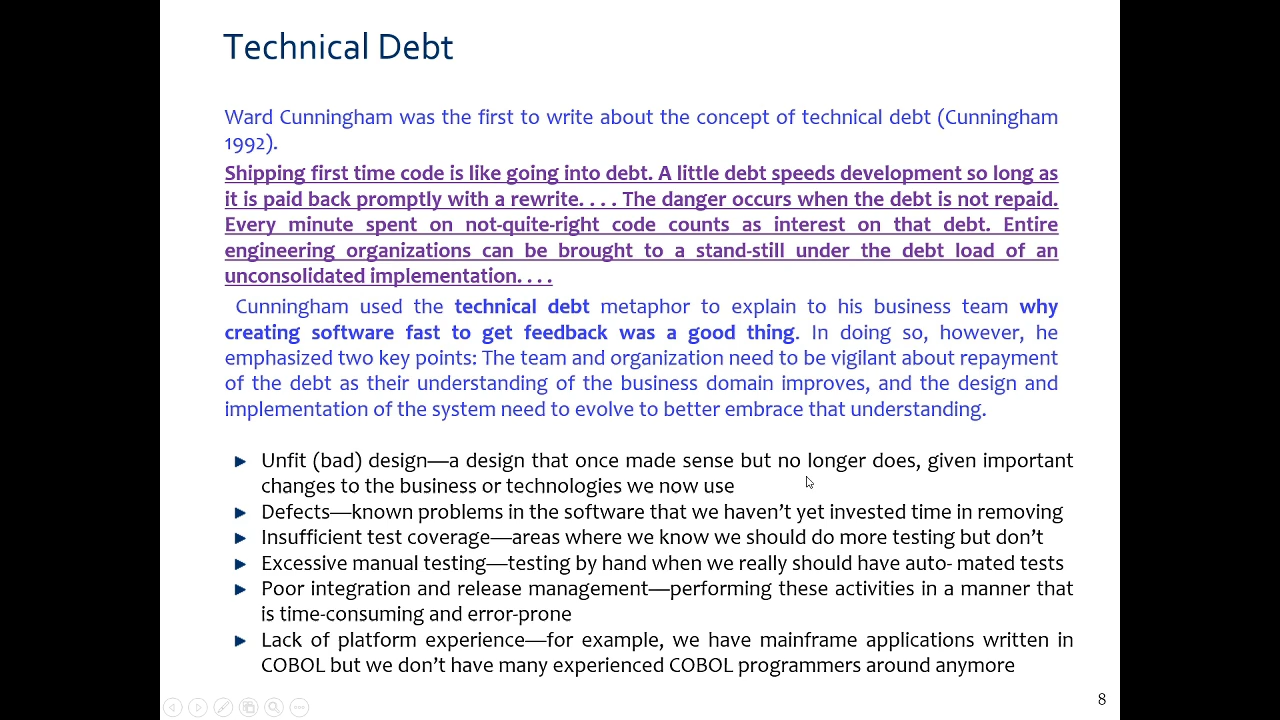 Technical Debt
Ward Cunningham was the first to write about the concept of technical debt (Cunningham
1992).
Shipping first time code is like going into debt. A little debt speeds development so long as
it is paid back promptly with a rewrite. . . . The danger occurs when the debt is not repaid.
Every minute spent on not-quite-right code counts as interest on that debt. Entire
engineering organizations can be brought to a stand-still under the debt load of an
unconsolidated implementation. . . .
Cunningham used the technical debt metaphor to explain to his business team why
creating software fast to get feedback was a good thing. In doing so, however, he
emphasized two key points: The team and organization need to be vigilant about repayment
of the debt as their understanding of the business domain improves, and the design and
implementation of the system need to evolve to better embrace that understanding.
► Unfit (bad) design—a design that once made sense but no longer does, given important
changes to the business or technologies we now use
► Defects—known problems in the software that we haven’t yet invested time in removing
► Insufficient test coverage—areas where we know we should do more testing but don’t
► Excessive manual testing—testing by hand when we really should have auto- mated tests
► Poor integration and release management—performing these activities in a manner that
is time-consuming and error-prone
► Lack of platform experience—for example, we have mainframe applications written in
COBOL but we don’t have many experienced COBOL programmers around anymore
8